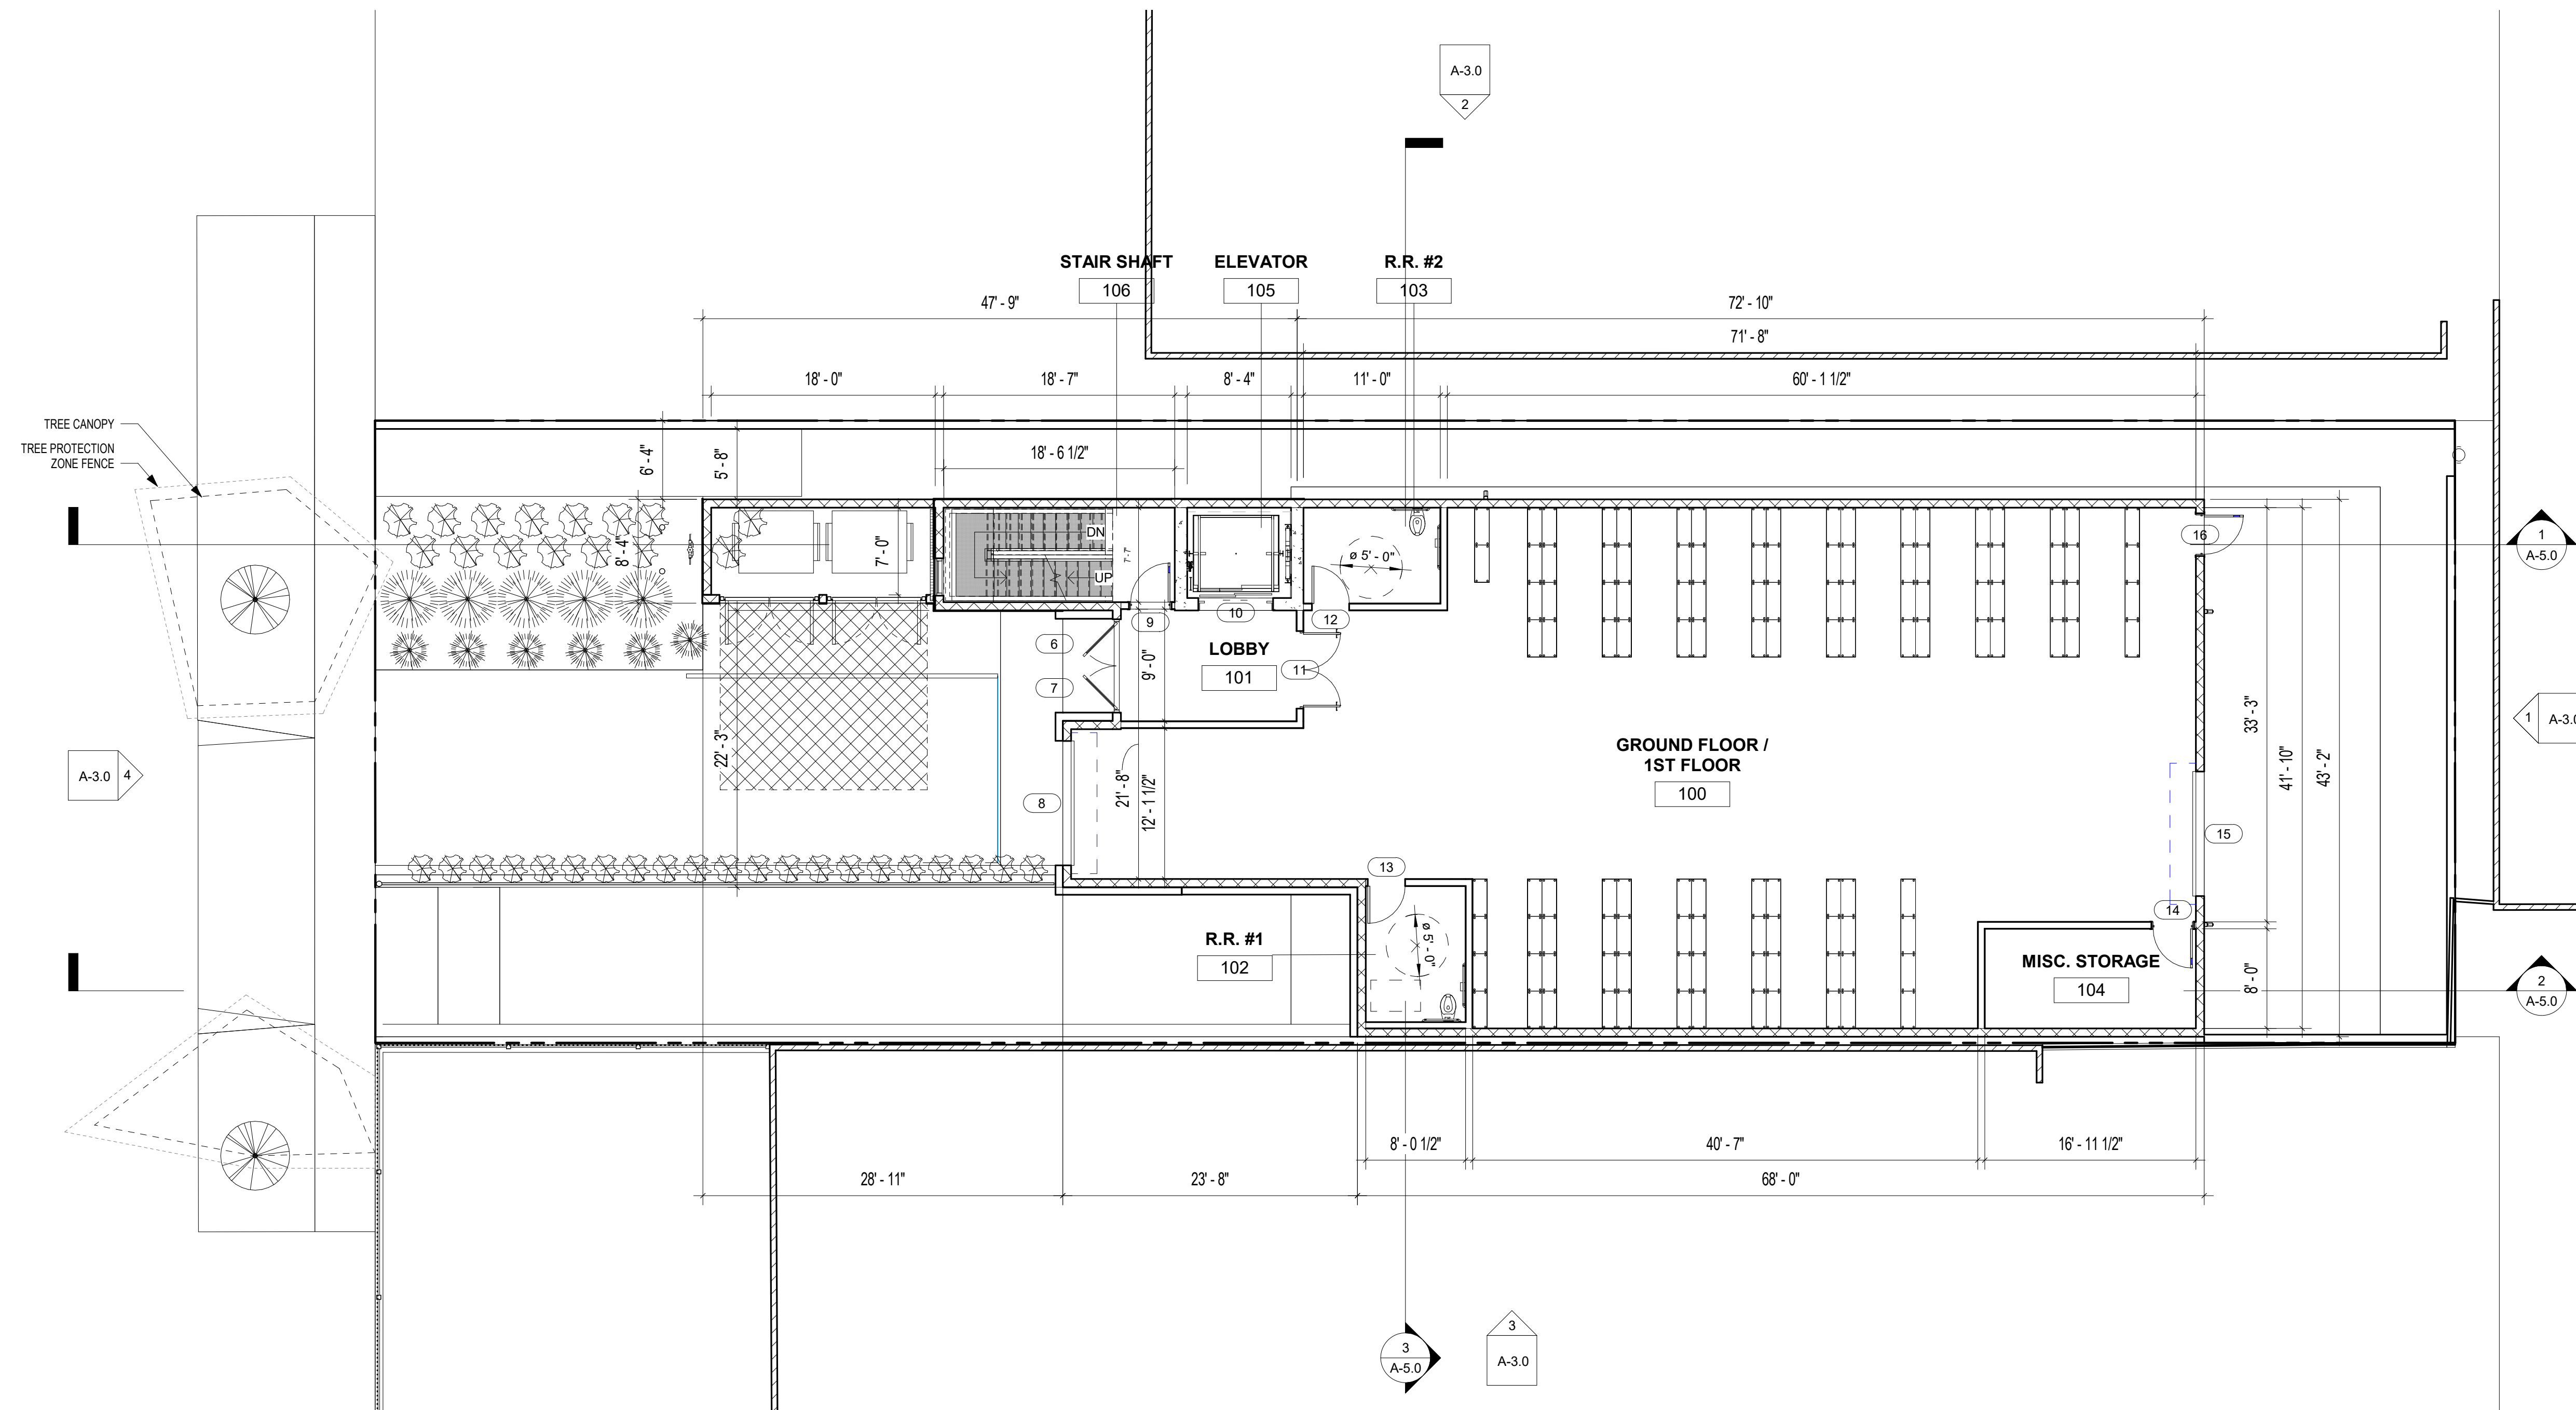 A-3.0
2
STAIR SHAFT
106
ELEVATOR
105
R.R. #2
103
47' - 9"
72' - 10"
71' - 8"
18' - 0"
18' - 7"
8' - 4"
11' - 0"
60' - 1 1/2"
TREE CANOPY
TREE PROTECTION
ZONE FENCE
6' - 4"
5' - 8"
18' - 6 1/2"
8' - 4"
7' - 0"
DN
UP
7'- 7"
ø 5' - 0"
16
1
A-5.0
6
7
9
10
12
11
LOBBY
101
9' - 0"
22' - 3"
21' - 8"
12' - 1 1/2"
8
A-3.0
4
GROUND FLOOR /
1ST FLOOR
100
33' - 3"
41' - 10"
43' - 2"
1
A-3.0
15
13
14
R.R. #1
102
ø 5' - 0"
MISC. STORAGE
104
8' - 0"
2
A-5.0
8' - 0 1/2"
40' - 7"
16' - 11 1/2"
28' - 11"
23' - 8"
68' - 0"
3
A-5.0
3
A-3.0